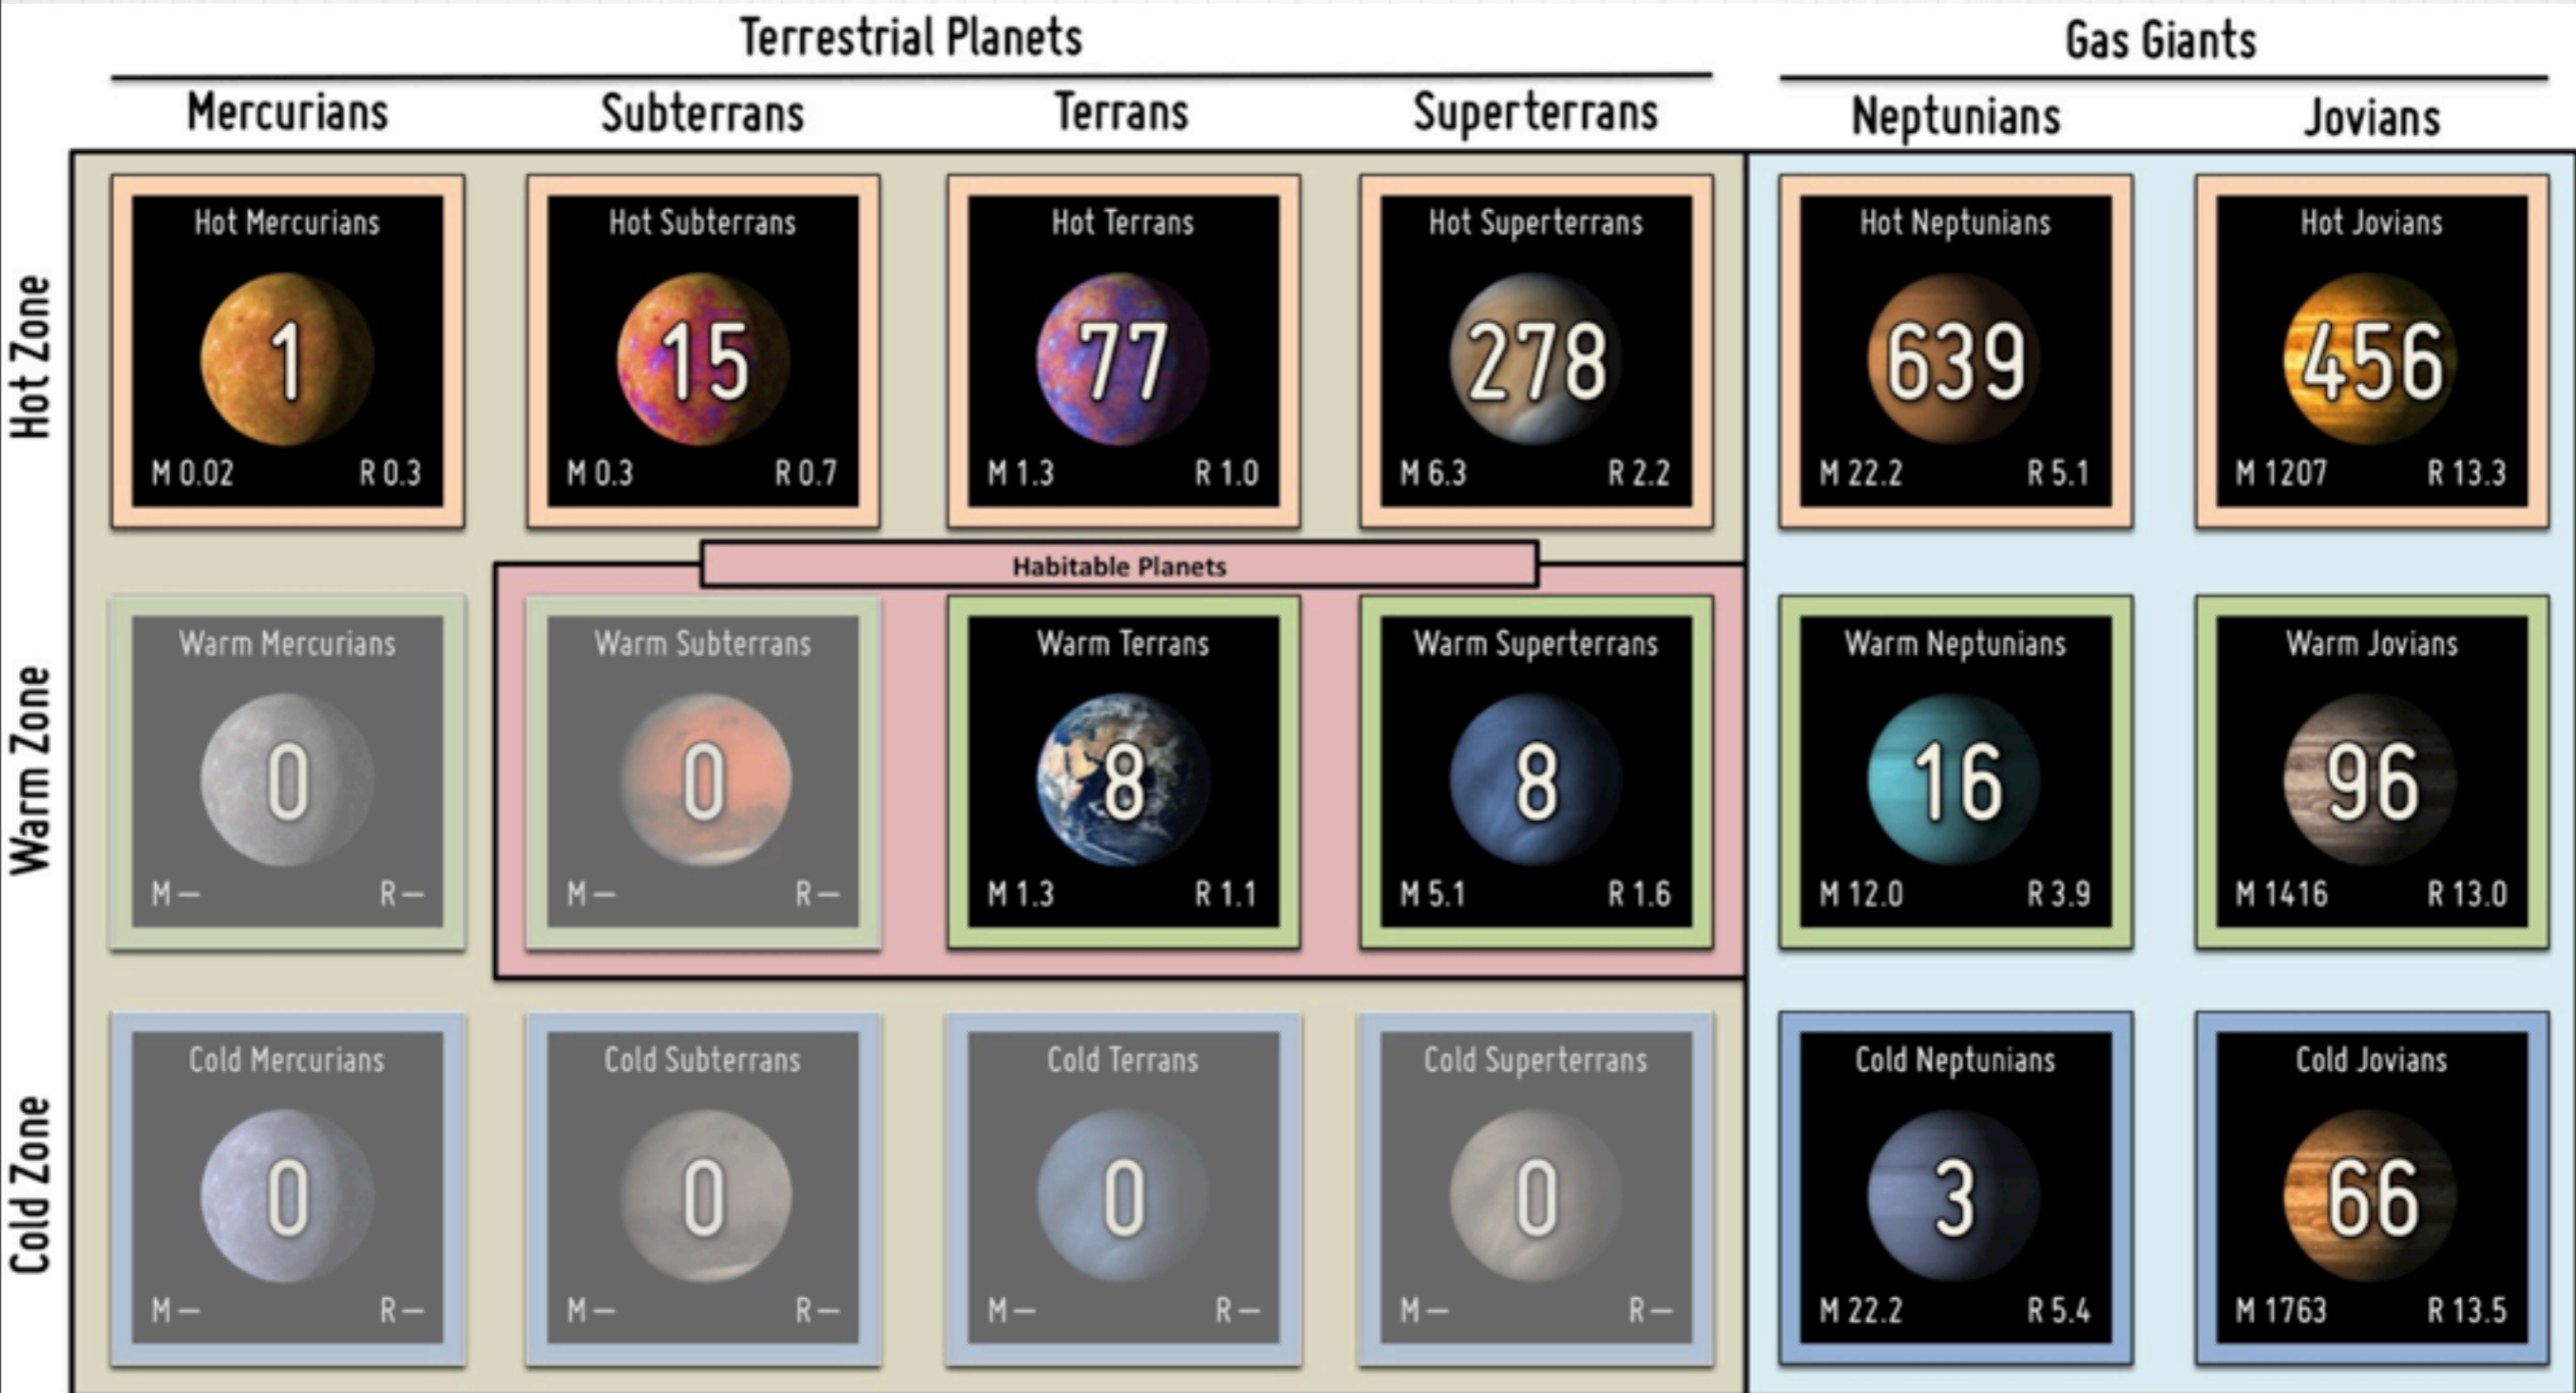 Terrestrial Planets
Gas Giants
Mercurians
Subterrans
Terrans
Superterrans
Neptunians
Jovians
Hot Zone
Hot Mercurians
1
M 0.02 R 0.3
Hot Subterrans
15
M 0.3 R 0.7
Hot Terrans
77
M 1.3 R 1.0
Hot Superterrans
278
M 6.3 R 2.2
Hot Neptunians
639
M 22.2 R 5.1
Hot Jovians
456
M 1207 R 13.3
Habitable Planets
Warm Zone
Warm Mercurians
0
M — R —
Warm Subterrans
0
M — R —
Warm Terrans
8
M 1.3 R 1.1
Warm Superterrans
8
M 5.1 R 1.6
Warm Neptunians
16
M 12.0 R 3.9
Warm Jovians
96
M 1416 R 13.0
Cold Zone
Cold Mercurians
0
M — R —
Cold Subterrans
0
M — R —
Cold Terrans
0
M — R —
Cold Superterrans
0
M — R —
Cold Neptunians
3
M 22.2 R 5.4
Cold Jovians
66
M 1763 R 13.5